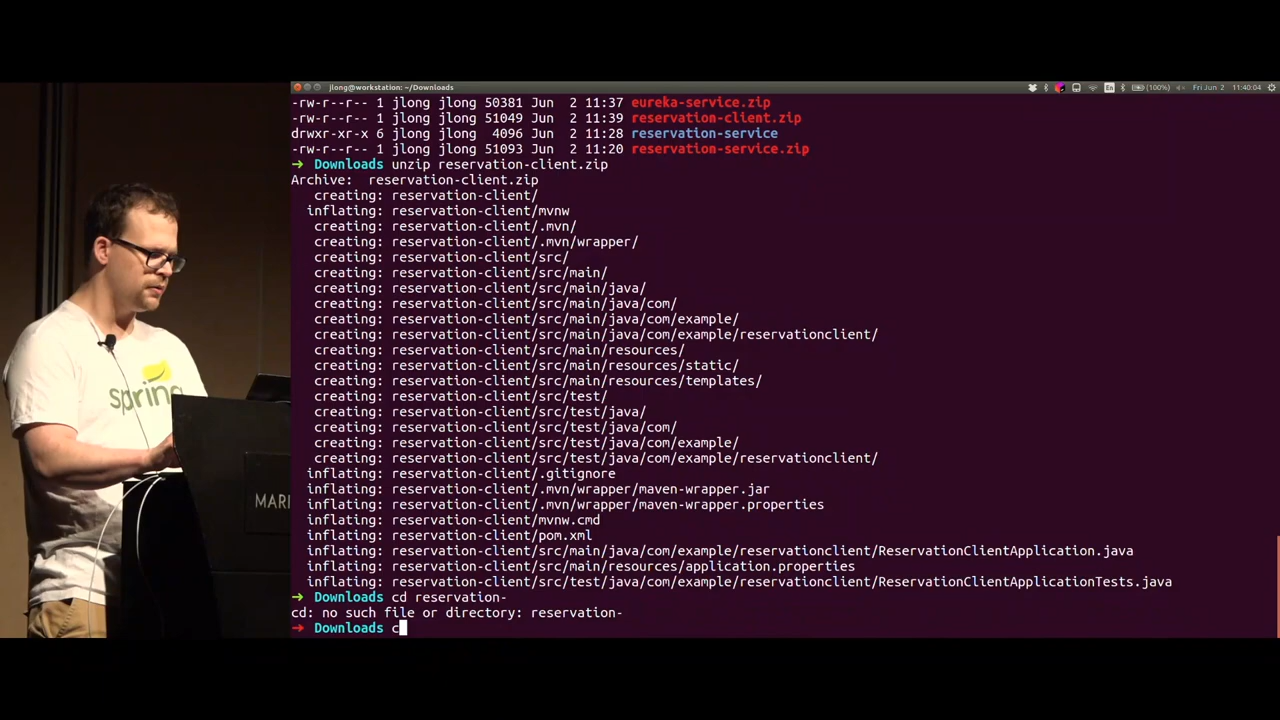 jlong@workstation: ~/Downloads
En
(100%)
Fri Jun 2 11:40:04
-rw-r--r-- 1 jlong jlong 50381 Jun  2 11:37 eureka-service.zip
-rw-r--r-- 1 jlong jlong 51049 Jun  2 11:39 reservation-client.zip
drwxr-xr-x 6 jlong jlong  4096 Jun  2 11:28 reservation-service
-rw-r--r-- 1 jlong jlong 51093 Jun  2 11:20 reservation-service.zip
→ Downloads unzip reservation-client.zip
Archive:  reservation-client.zip
creating: reservation-client/
inflating: reservation-client/mvnw
creating: reservation-client/.mvn/
creating: reservation-client/.mvn/wrapper/
creating: reservation-client/src/
creating: reservation-client/src/main/
creating: reservation-client/src/main/java/
creating: reservation-client/src/main/java/com/
creating: reservation-client/src/main/java/com/example/
creating: reservation-client/src/main/java/com/example/reservationclient/
creating: reservation-client/src/main/resources/
creating: reservation-client/src/main/resources/static/
creating: reservation-client/src/main/resources/templates/
creating: reservation-client/src/test/
creating: reservation-client/src/test/java/
creating: reservation-client/src/test/java/com/
creating: reservation-client/src/test/java/com/example/
creating: reservation-client/src/test/java/com/example/reservationclient/
inflating: reservation-client/.gitignore
inflating: reservation-client/.mvn/wrapper/maven-wrapper.jar
inflating: reservation-client/.mvn/wrapper/maven-wrapper.properties
inflating: reservation-client/mvnw.cmd
inflating: reservation-client/pom.xml
inflating: reservation-client/src/main/java/com/example/reservationclient/ReservationClientApplication.java
inflating: reservation-client/src/main/resources/application.properties
inflating: reservation-client/src/test/java/com/example/reservationclient/ReservationClientApplicationTests.java
→ Downloads cd reservation-
cd: no such file or directory: reservation-
→ Downloads c
spring
MAR